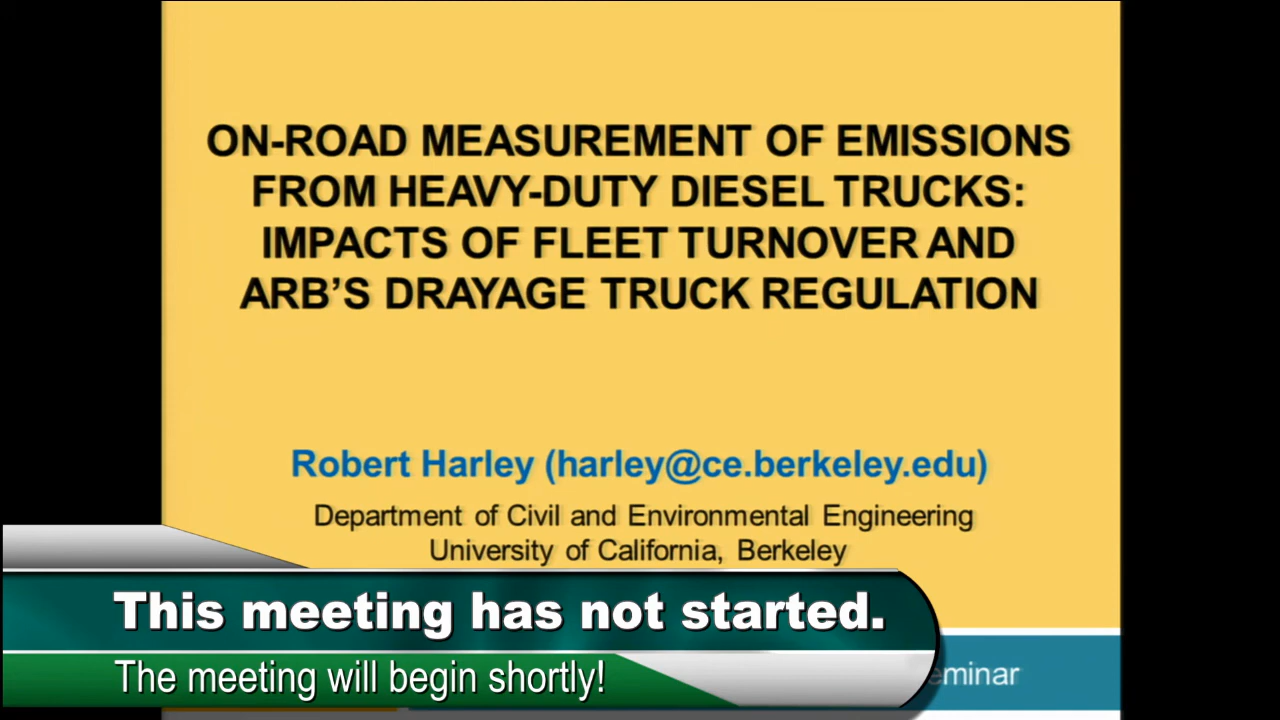 ON-ROAD MEASUREMENT OF EMISSIONS
FROM HEAVY-DUTY DIESEL TRUCKS:
IMPACTS OF FLEET TURNOVER AND
ARB'S DRAYAGE TRUCK REGULATION
Robert Harley (harley@ce.berkeley.edu)
Department of Civil and Environmental Engineering
University of California, Berkeley
This meeting has not started.
The meeting will begin shortly!